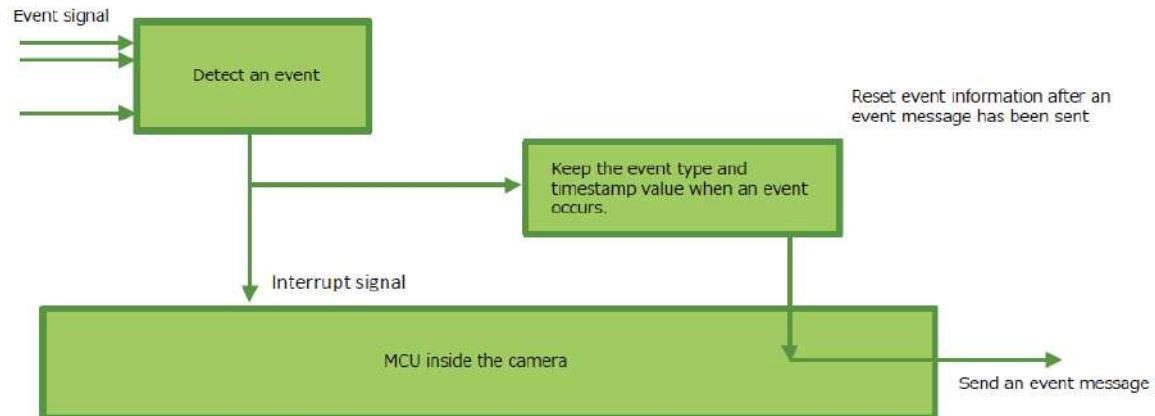 Event signal
Detect an event
Reset event information after an
event message has been sent
Keep the event type and
timestamp value when an event
occurs.
Interrupt signal
MCU inside the camera
Send an event message